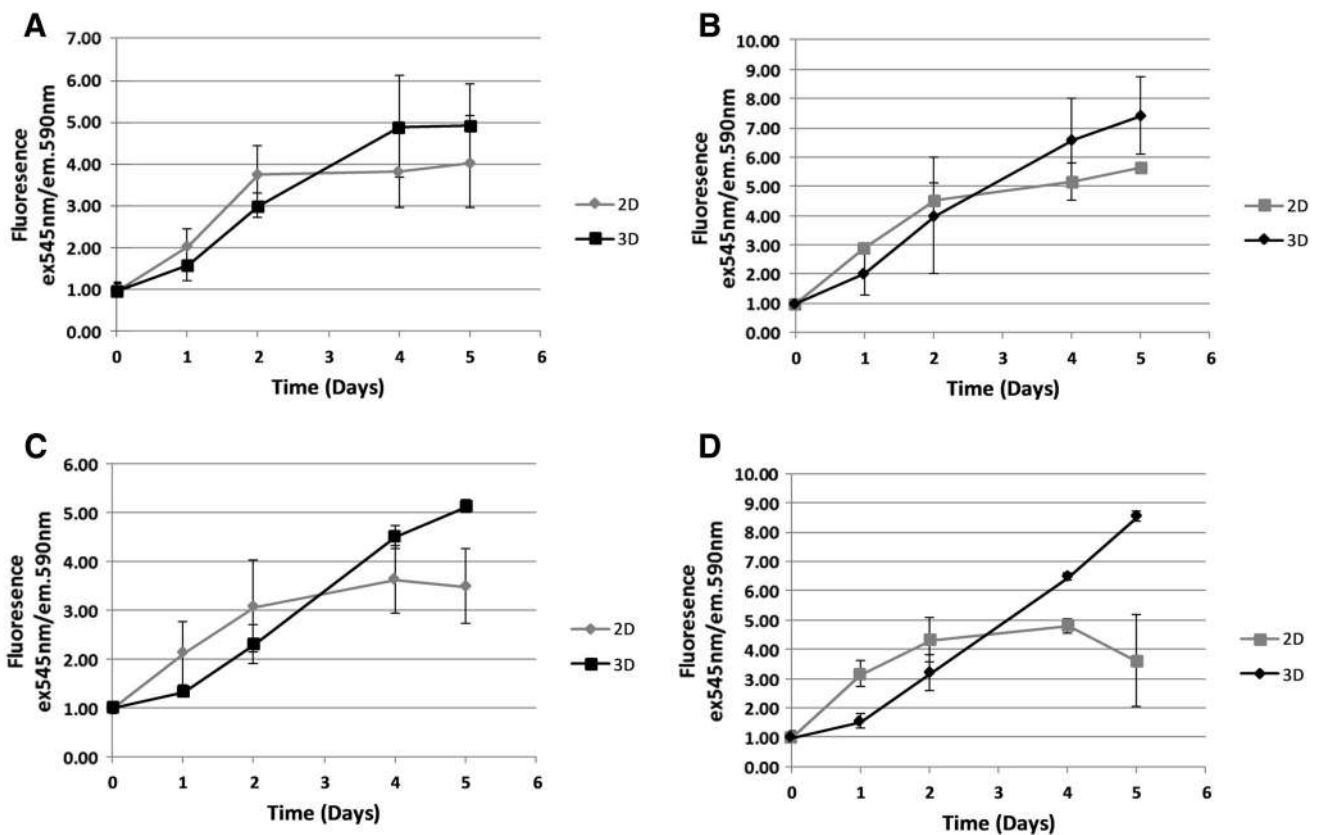 A
Fluoresence
ex545nm/em.590nm
7.00
6.00
5.00
4.00
3.00
2.00
1.00
0.00
0 1 2 3 4 5 6
Time (Days)
2D
3D
B
Fluoresence
ex545nm/em.590nm
10.00
9.00
8.00
7.00
6.00
5.00
4.00
3.00
2.00
1.00
0.00
0 1 2 3 4 5 6
Time (Days)
2D
3D
C
Fluoresence
ex545nm/em.590nm
6.00
5.00
4.00
3.00
2.00
1.00
0.00
0 1 2 3 4 5 6
Time (Days)
2D
3D
D
Fluoresence
ex545nm/em.590nm
10.00
9.00
8.00
7.00
6.00
5.00
4.00
3.00
2.00
1.00
0.00
0 1 2 3 4 5 6
Time (Days)
2D
3D